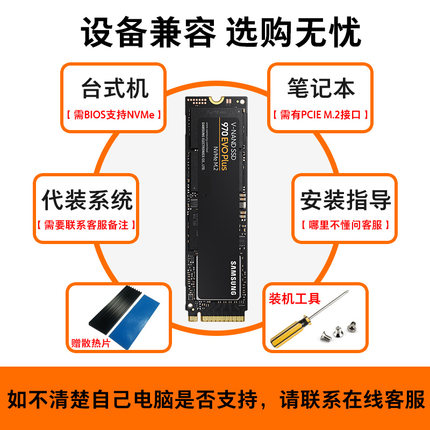 设备兼容 选购无忧
台式机
【需BIOS支持NVMe】
笔记本
【需有PCIE M.2接口】
代装系统
【需要联系客服备注】
安装指导
【哪里不懂问客服】
V-NAND SSD
970 EVO Plus
NVMe M.2
SAMSUNG
赠散热片
装机工具
如不清楚自己电脑是否支持，请联系在线客服